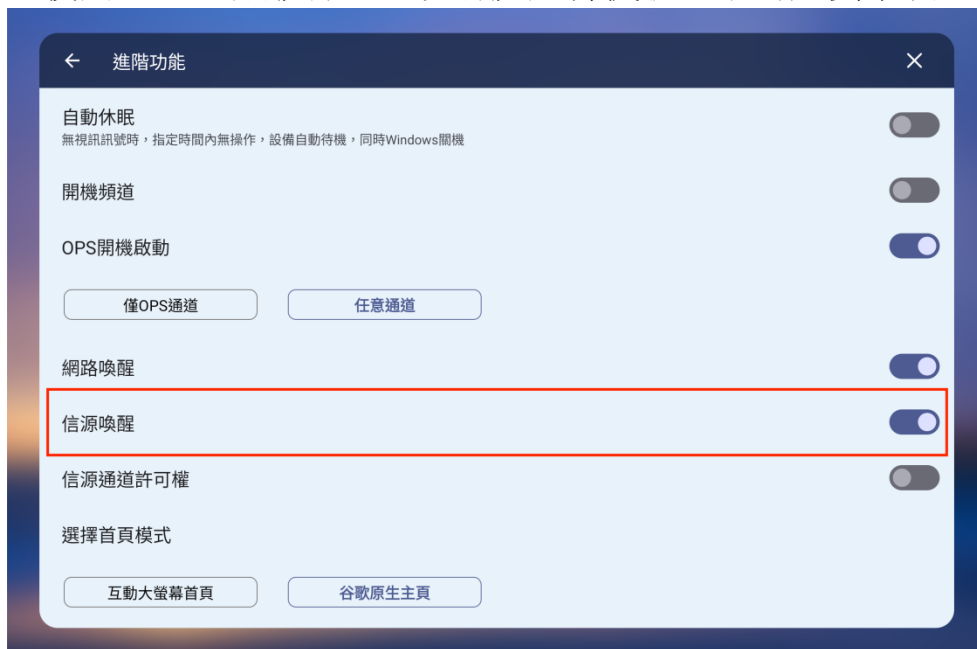 進階功能
自動休眠
無視訊訊號時，指定時間內無操作，設備自動待機，同時Windows關機
開機頻道
OPS開機啟動
僅OPS通道 任意通道
網路喚醒
信源喚醒
信源通道許可權
選擇首頁模式
互動大螢幕首頁 谷歌原生主頁